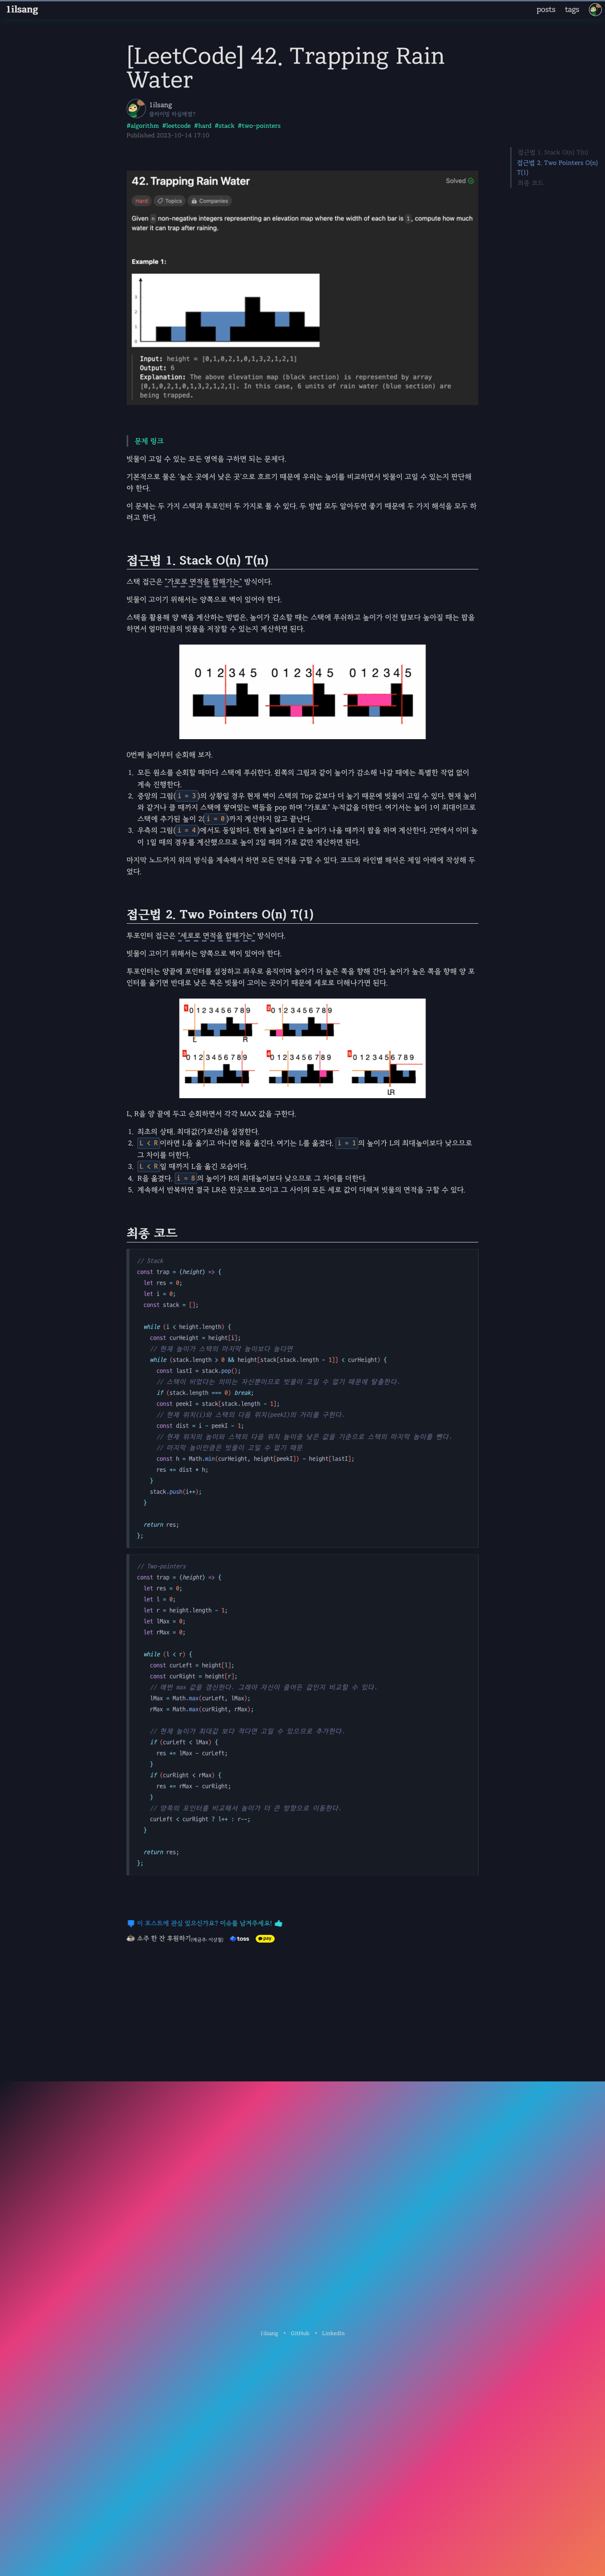 1ilsang
posts tags
[LeetCode] 42. Trapping Rain
Water
1ilsang
클라이밍 하실래염?
#algorithm #leetcode #hard #stack #two-pointers
Published 2023-10-14 17:10
접근법 1. Stack O(n) T(n)
접근법 2. Two Pointers O(n)
T(1)
최종 코드
42. Trapping Rain Water
Solved
Hard Topics Companies
Given n non-negative integers representing an elevation map where the width of each bar is 1, compute how much
water it can trap after raining.
Example 1:
Input: height = [0,1,0,2,1,0,1,3,2,1,2,1]
Output: 6
Explanation: The above elevation map (black section) is represented by array
[0,1,0,2,1,0,1,3,2,1,2,1]. In this case, 6 units of rain water (blue section) are
being trapped.
문제 링크
빗물이 고일 수 있는 모든 영역을 구하면 되는 문제다.
기본적으로 물은 '높은 곳에서 낮은 곳'으로 흐르기 때문에 우리는 높이를 비교하면서 빗물이 고일 수 있는지 판단해
야 한다.
이 문제는 두 가지 스택과 투포인터 두 가지로 풀 수 있다. 두 방법 모두 알아두면 좋기 때문에 두 가지 해석을 모두 하
려고 한다.
접근법 1. Stack O(n) T(n)
스택 접근은 "가로로 면적을 합해가는" 방식이다.
빗물이 고이기 위해서는 양쪽으로 벽이 있어야 한다.
스택을 활용해 양 벽을 계산하는 방법은, 높이가 감소할 때는 스택에 푸쉬하고 높이가 이전 탑보다 높아질 때는 팝을
하면서 얼마만큼의 빗물을 저장할 수 있는지 계산하면 된다.
0 1 2 3 4 5 0 1 2 3 4 5 0 1 2 3 4 5
0번째 높이부터 순회해 보자.
1. 모든 원소를 순회할 때마다 스택에 푸쉬한다. 왼쪽의 그림과 같이 높이가 감소해 나갈 때에는 특별한 작업 없이
계속 진행한다.
2. 중앙의 그림(i = 3)의 상황일 경우 현재 벽이 스택의 Top 값보다 더 높기 때문에 빗물이 고일 수 있다. 현재 높이
와 같거나 클 때까지 스택에 쌓여있는 벽들을 pop 하며 "가로로" 누적값을 더한다. 여기서는 높이 1이 최대이므로
스택에 추가된 높이 2(i = 0)까지 계산하지 않고 끝난다.
3. 우측의 그림(i = 4)에서도 동일하다. 현재 높이보다 큰 높이가 나올 때까지 팝을 하며 계산한다. 2번에서 이미 높
이 1일 때의 경우를 계산했으므로 높이 2일 때의 가로 값만 계산하면 된다.
마지막 노드까지 위의 방식을 계속해서 하면 모든 면적을 구할 수 있다. 코드와 라인별 해석은 제일 아래에 작성해 두
었다.
접근법 2. Two Pointers O(n) T(1)
투포인터 접근은 "세로로 면적을 합해가는" 방식이다.
빗물이 고이기 위해서는 양쪽으로 벽이 있어야 한다.
투포인터는 양끝에 포인터를 설정하고 좌우로 움직이며 높이가 더 높은 쪽을 향해 간다. 높이가 높은 쪽을 향해 양 포
인터를 옮기면 반대로 낮은 쪽은 빗물이 고이는 곳이기 때문에 세로로 더해나가면 된다.
1 0 1 2 3 4 5 6 7 8 9 2 0 1 2 3 4 5 6 7 8 9
L R
3 0 1 2 3 4 5 6 7 8 9 4 0 1 2 3 4 5 6 7 8 9 5 0 1 2 3 4 5 6 7 8 9
LR
L, R을 양 끝에 두고 순회하면서 각각 MAX 값을 구한다.
1. 최초의 상태. 최대값(가로선)을 설정한다.
2. L < R이라면 L을 옮기고 아니면 R을 옮긴다. 여기는 L를 옮겼다. i = 1의 높이가 L의 최대높이보다 낮으므로
그 차이를 더한다.
3. L < R일 때까지 L을 옮긴 모습이다.
4. R을 옮겼다. i = 8의 높이가 R의 최대높이보다 낮으므로 그 차이를 더한다.
5. 계속해서 반복하면 결국 LR은 한곳으로 모이고 그 사이의 모든 세로 값이 더해져 빗물의 면적을 구할 수 있다.
최종 코드
// Stack
const trap = (height) => {
let res = 0;
let i = 0;
const stack = [];
while (i < height.length) {
const curHeight = height[i];
// 현재 높이가 스택의 마지막 높이보다 높다면
while (stack.length > 0 && height[stack[stack.length - 1]] < curHeight) {
const lastI = stack.pop();
// 스택이 비었다는 의미는 자신뿐이므로 빗물이 고일 수 없기 때문에 탈출한다.
if (stack.length === 0) break;
const peekI = stack[stack.length - 1];
// 현재 위치(i)와 스택의 다음 위치(peekI)의 거리를 구한다.
const dist = i - peekI - 1;
// 현재 위치의 높이와 스택의 다음 위치 높이중 낮은 값을 기준으로 스택의 마지막 높이를 뺀다.
// 마지막 높이만큼은 빗물이 고일 수 없기 때문
const h = Math.min(curHeight, height[peekI]) - height[lastI];
res += dist * h;
}
stack.push(i++);
}
return res;
};
// Two-pointers
const trap = (height) => {
let res = 0;
let l = 0;
let r = height.length - 1;
let lMax = 0;
let rMax = 0;
while (l < r) {
const curLeft = height[l];
const curRight = height[r];
// 매번 max 값을 갱신한다. 그래야 자신이 줄어든 값인지 비교할 수 있다.
lMax = Math.max(curLeft, lMax);
rMax = Math.max(curRight, rMax);
// 현재 높이가 최대값 보다 작다면 고일 수 있으므로 추가한다.
if (curLeft < lMax) {
res += lMax - curLeft;
}
if (curRight < rMax) {
res += rMax - curRight;
}
// 양쪽의 포인터를 비교해서 높이가 더 큰 방향으로 이동한다.
curLeft < curRight ? l++ : r--;
}
return res;
};
이 포스트에 관심 있으신가요? 이슈를 남겨주세요!
소주 한 잔 후원하기(예금주: 이상철) toss pay
1ilsang • GitHub • LinkedIn